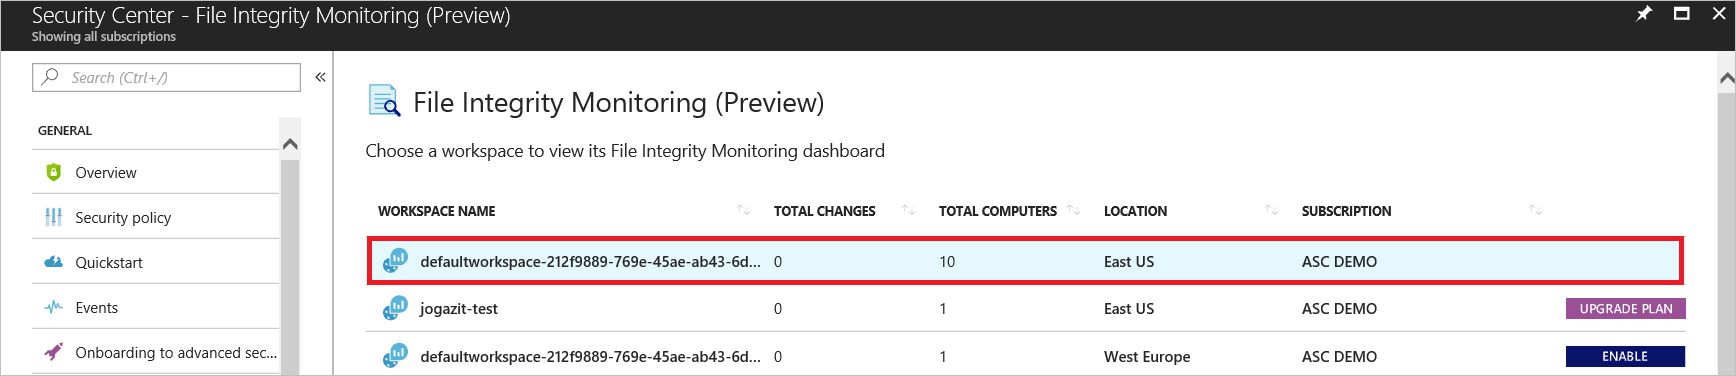 Security Center - File Integrity Monitoring (Preview)
Showing all subscriptions
Search (Ctrl+/)
«
GENERAL
Overview
Security policy
Quickstart
Events
Onboarding to advanced sec...
File Integrity Monitoring (Preview)
Choose a workspace to view its File Integrity Monitoring dashboard
WORKSPACE NAME TOTAL CHANGES TOTAL COMPUTERS LOCATION SUBSCRIPTION
defaultworkspace-212f9889-769e-45ae-ab43-6d... 0 10 East US ASC DEMO
jogazit-test 0 1 East US ASC DEMO UPGRADE PLAN
defaultworkspace-212f9889-769e-45ae-ab43-6d... 0 1 West Europe ASC DEMO ENABLE